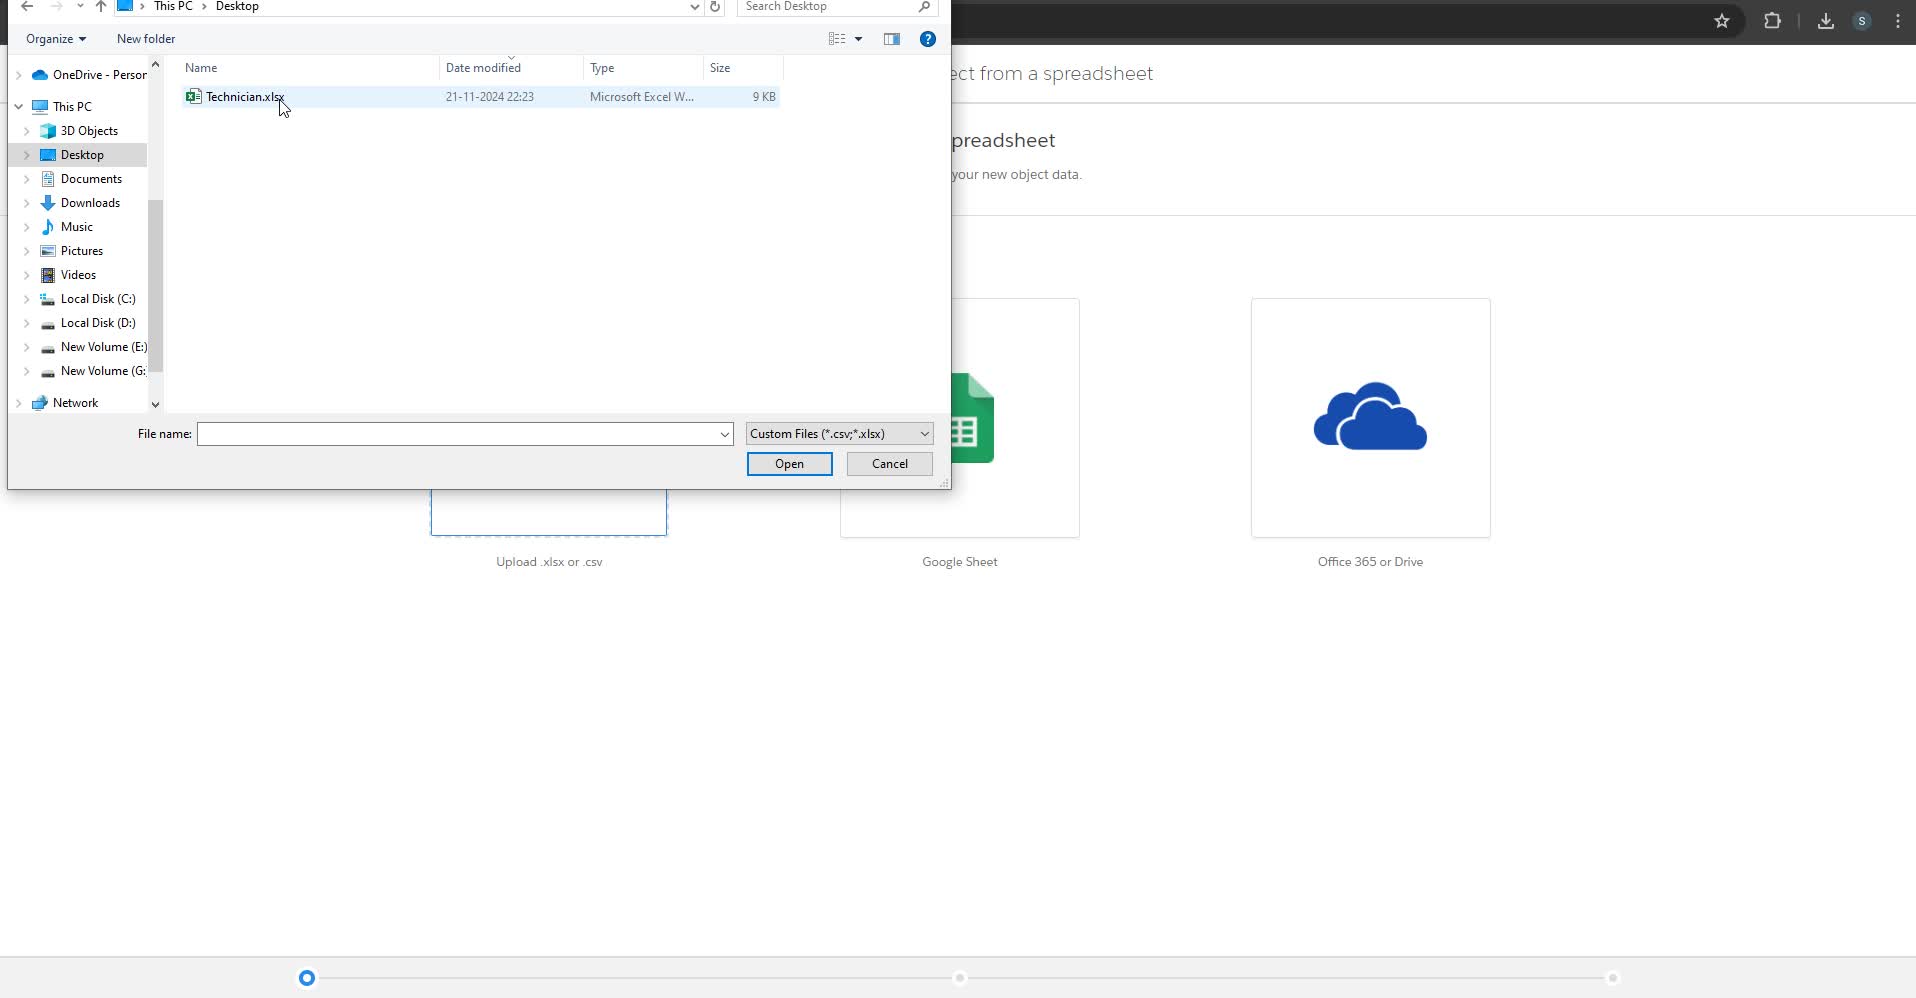 This PC > Desktop
Search Desktop
Organize
New folder
Name
Date modified
Type
Size
Technician.xlsx
21-11-2024 22:23
Microsoft Excel W...
9 KB
OneDrive - Person
This PC
3D Objects
Desktop
Documents
Downloads
Music
Pictures
Videos
Local Disk (C:)
Local Disk (D:)
New Volume (E:)
New Volume (G:
Network
File name:
Custom Files (*.csv;*.xlsx)
Open
Cancel
S
ect from a spreadsheet
preadsheet
your new object data.
Upload .xlsx or .csv
Google Sheet
Office 365 or Drive